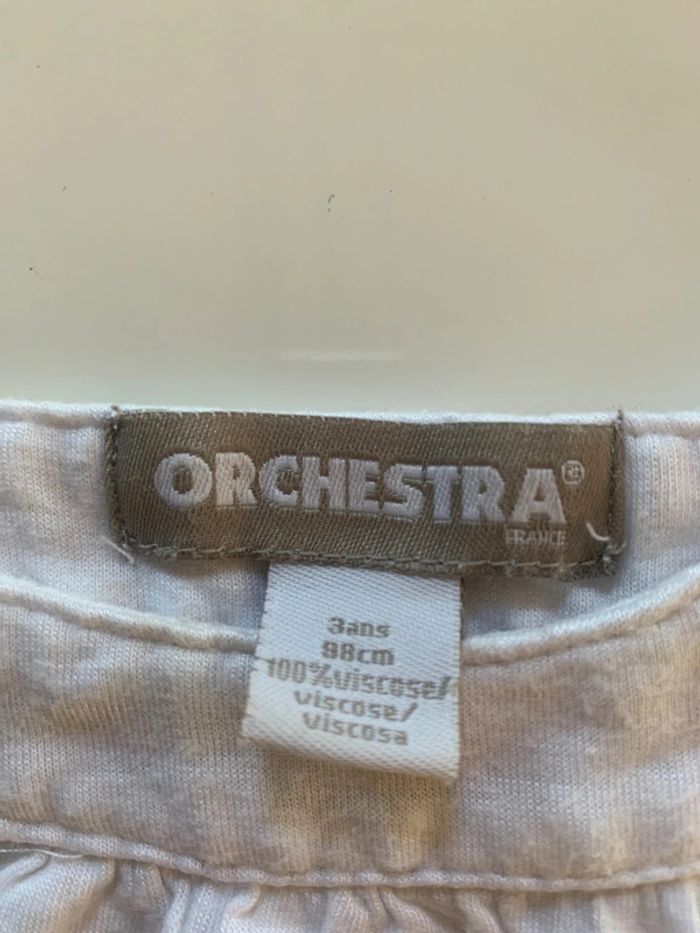 ORCHESTRA®
FRANCE
3ans
98cm
100%viscose/
viscose/
viscosa